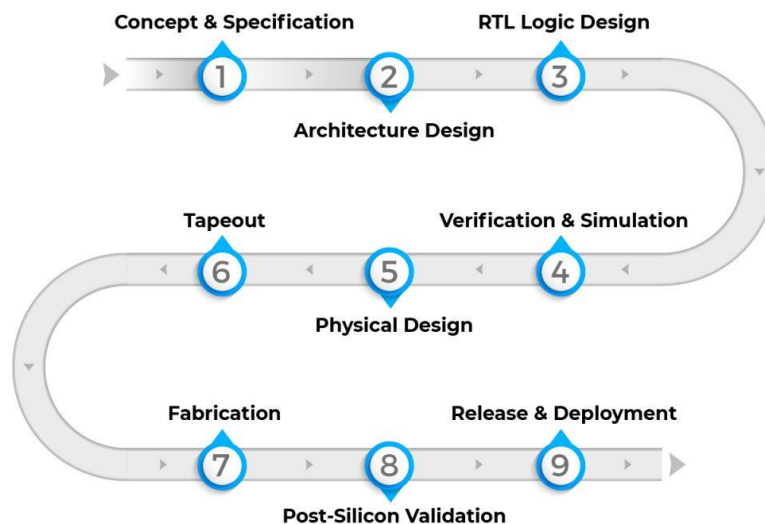 Concept & Specification
RTL Logic Design
1
2
3
Architecture Design
Tapeout
Verification & Simulation
6
5
4
Physical Design
Fabrication
Release & Deployment
7
8
9
Post-Silicon Validation